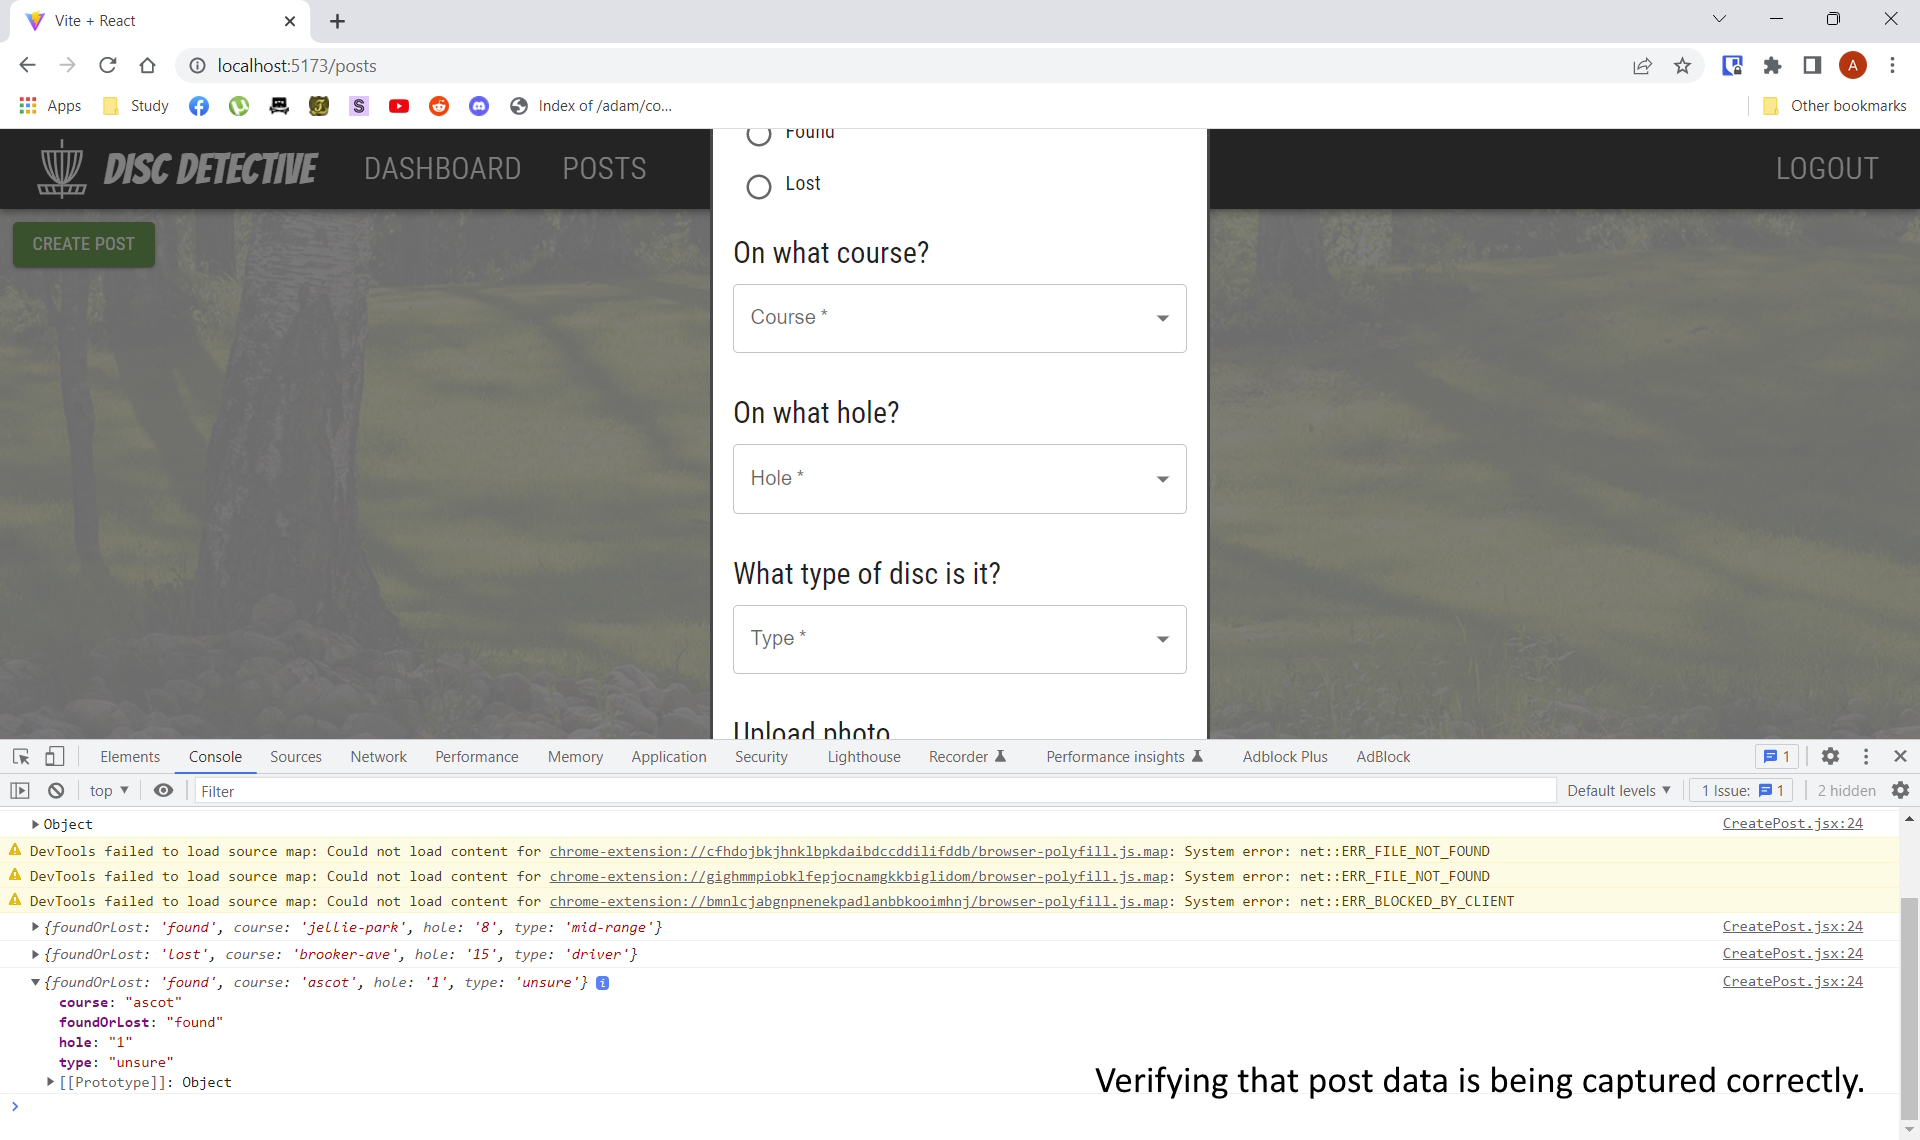 Vite + React
localhost:5173/posts
A
Apps
Study
S
Index of /adam/co...
Other bookmarks
DISC DETECTIVE
DASHBOARD
POSTS
LOGOUT
CREATE POST
Found
Lost
On what course?
Course *
On what hole?
Hole *
What type of disc is it?
Type *
Upload photo
Elements Console Sources Network Performance Memory Application Security Lighthouse Recorder Performance insights Adblock Plus AdBlock 1
top Filter Default levels 1 Issue: 1 2 hidden
Object CreatePost.jsx:24
DevTools failed to load source map: Could not load content for chrome-extension://cfhdojbkjhnklbpkdaibdccddilifddb/browser-polyfill.js.map: System error: net::ERR_FILE_NOT_FOUND
DevTools failed to load source map: Could not load content for chrome-extension://gighmmpiobklfepjocnamgkkbiglidom/browser-polyfill.js.map: System error: net::ERR_FILE_NOT_FOUND
DevTools failed to load source map: Could not load content for chrome-extension://bmnlcjabgnpnenekpadlanbbkooimhnj/browser-polyfill.js.map: System error: net::ERR_BLOCKED_BY_CLIENT
{foundOrLost: 'found', course: 'jellie-park', hole: '8', type: 'mid-range'} CreatePost.jsx:24
{foundOrLost: 'lost', course: 'brooker-ave', hole: '15', type: 'driver'} CreatePost.jsx:24
{foundOrLost: 'found', course: 'ascot', hole: '1', type: 'unsure'} i CreatePost.jsx:24
course: "ascot"
foundOrLost: "found"
hole: "1"
type: "unsure"
[[Prototype]]: Object
Verifying that post data is being captured correctly.